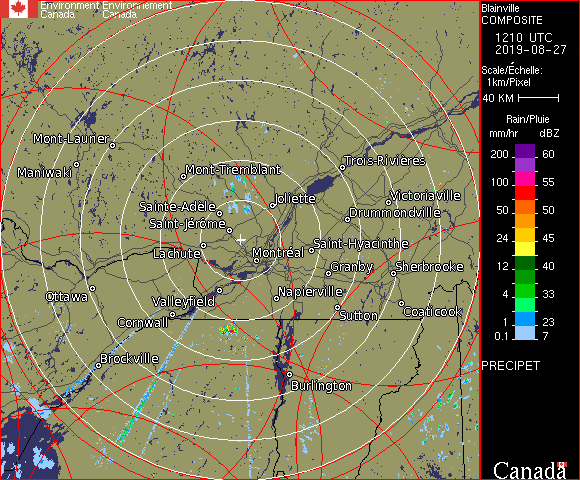 Environment Environnement
Canada Canada
Blainville
COMPOSITE
1210 UTC
2019-08-27
Scale/Échelle:
1km/Pixel
40 KM
Rain/Pluie
mm/hr dBZ
200 60
100 55
50 50
24 45
12 40
4 33
1 23
0.1 7
PRECIPET
Mont-Laurier
Maniwaki
Mont-Tremblant
Trois-Rivières
Sainte-Adèle
Joliette
Victoriaville
Drummondville
Saint-Jérôme
Lachute
Montréal
Saint-Hyacinthe
Granby
Sherbrooke
Ottawa
Valleyfield
Napierville
Cornwall
Sutton
Coaticook
Brockville
Burlington
Canada